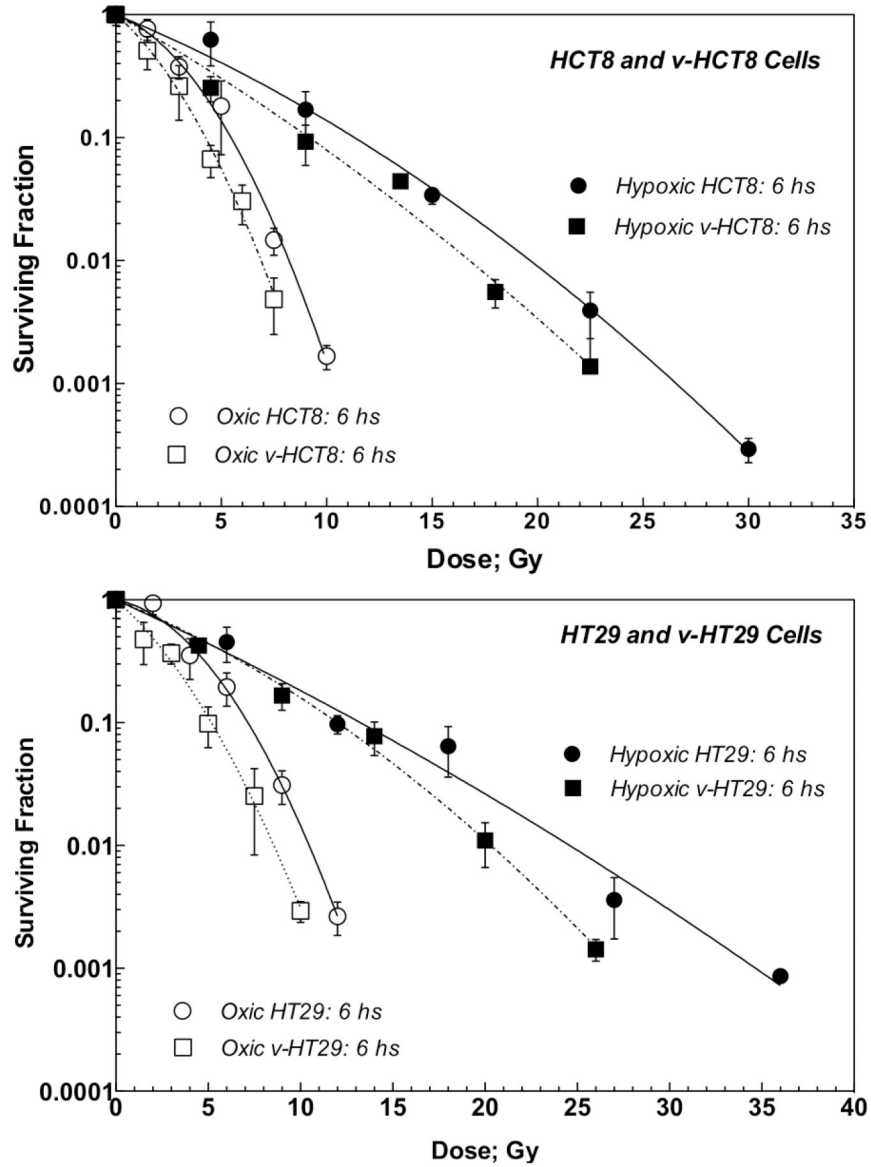 HCT8 and v-HCT8 Cells
0.1
Hypoxic HCT8: 6 hs
Hypoxic v-HCT8: 6 hs
Surviving Fraction
0.01
0.001
Oxic HCT8: 6 hs
Oxic v-HCT8: 6 hs
0.0001
0 5 10 15 20 25 30 35
Dose; Gy
HT29 and v-HT29 Cells
0.1
Hypoxic HT29: 6 hs
Hypoxic v-HT29: 6 hs
Surviving Fraction
0.01
0.001
Oxic HT29: 6 hs
Oxic v-HT29: 6 hs
0.0001
0 5 10 15 20 25 30 35 40
Dose; Gy